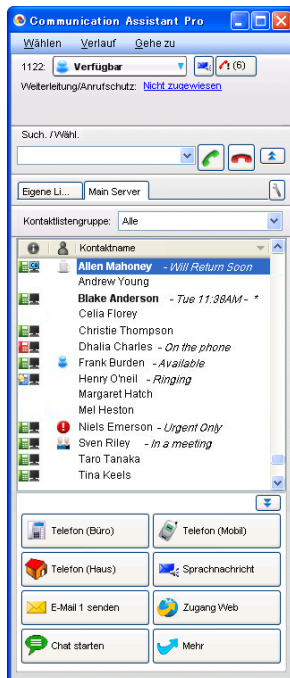 Communication Assistant Pro
Wählen Verlauf Gehe zu
1122: Verfügbar (6)
Weiterleitung/Anrufschutz: Nicht zugewiesen
Such. /Wähl.
Eigene Li... Main Server
Kontaktlistengruppe: Alle
Kontaktname
Allen Mahoney - Will Return Soon
Andrew Young
Blake Anderson - Tue 11:38AM - *
Celia Florey
Christie Thompson
Dhalia Charles - On the phone
Frank Burden - Available
Henry O'neil - Ringing
Margaret Hatch
Mel Heston
Niels Emerson - Urgent Only
Sven Riley - In a meeting
Taro Tanaka
Tina Keels
Telefon (Büro) Telefon (Mobil)
Telefon (Haus) Sprachnachricht
E-Mail 1 senden Zugang Web
Chat starten Mehr